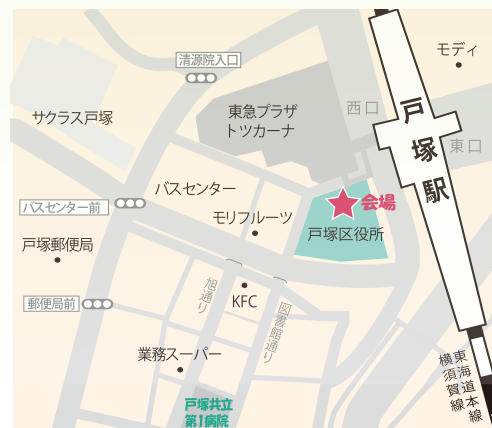 清源院入口
モディ
サクラス戸塚
東急プラザ
トツカーナ
西口
戸塚駅
東口
バスセンター
会場
バスセンター前
モリフルーツ
戸塚区役所
戸塚郵便局
旭通り
KFC
図書館通り
郵便局前
業務スーパー
東海道本線
横須賀線
戸塚共立
第1病院